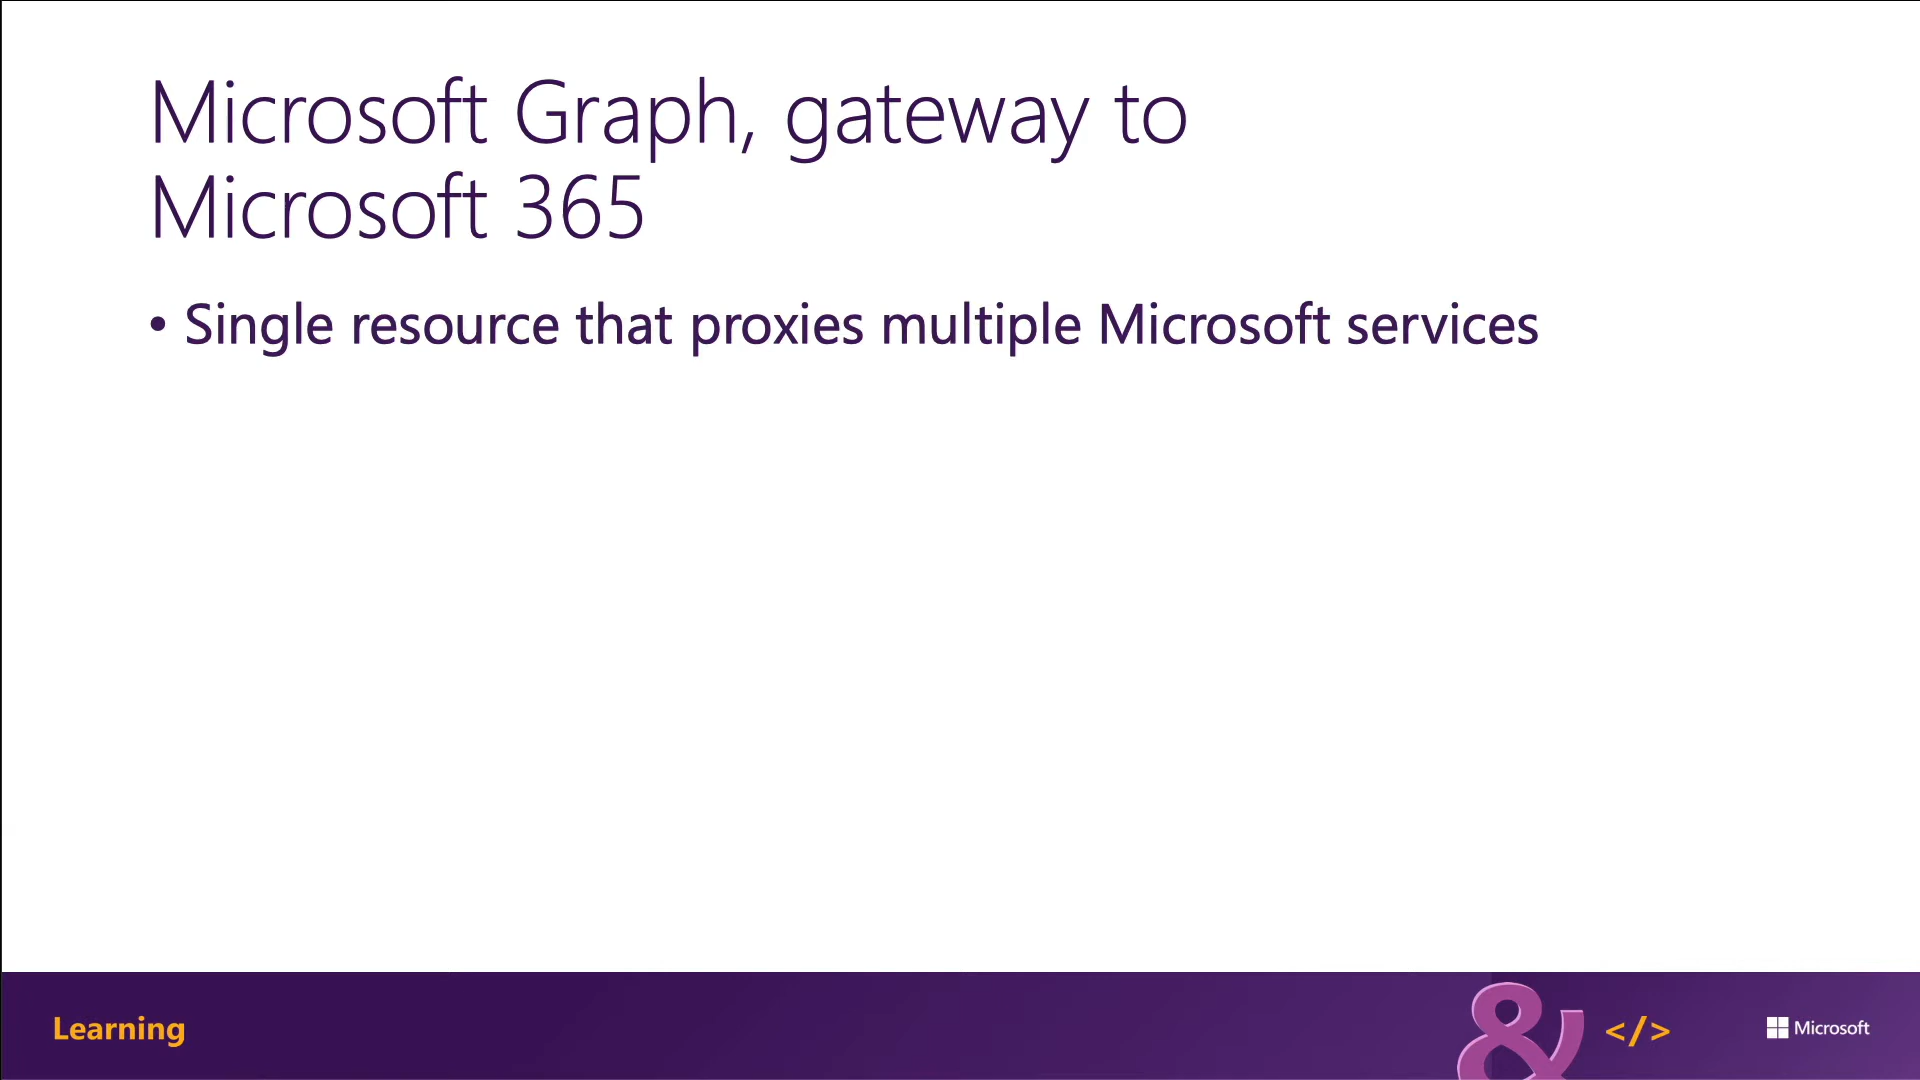 Microsoft Graph, gateway to
Microsoft 365
• Single resource that proxies multiple Microsoft services
Learning
& </>
Microsoft